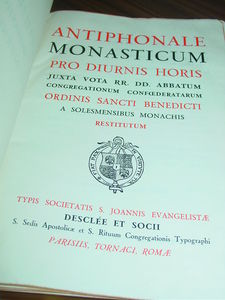 ANTIPHONALE
MONASTICUM
PRO DIURNIS HORIS
JUXTA VOTA RR. DD. ABBATUM
CONGREGATIONUM CONFŒDERATARUM
ORDINIS SANCTI BENEDICTI
A SOLESMENSIBUS MONACHIS
RESTITUTUM
TYPIS SOCIETATIS S. JOANNIS EVANGELISTÆ
DESCLÉE ET SOCII
S. Sedis Apostolicæ et S. Rituum Congregationis Typographi
PARISIIS, TORNACI, ROMÆ